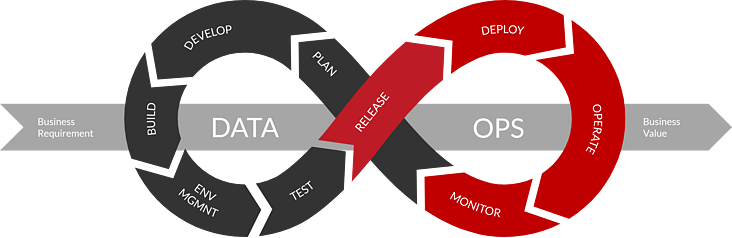 Business
Requirement
DATA
PLAN
DEVELOP
BUILD
ENV
MGMNT
TEST
RELEASE
DEPLOY
OPERATE
MONITOR
OPS
Business
Value